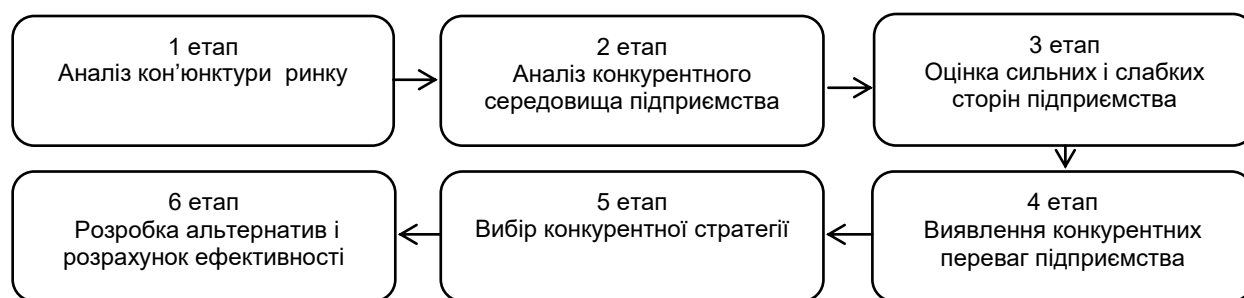 1 етап
Аналіз кон’юнктури ринку
2 етап
Аналіз конкурентного
середовища підприємства
3 етап
Оцінка сильних і слабких
сторін підприємства
4 етап
Виявлення конкурентних
переваг підприємства
5 етап
Вибір конкурентної стратегії
6 етап
Розробка альтернатив і
розрахунок ефективності